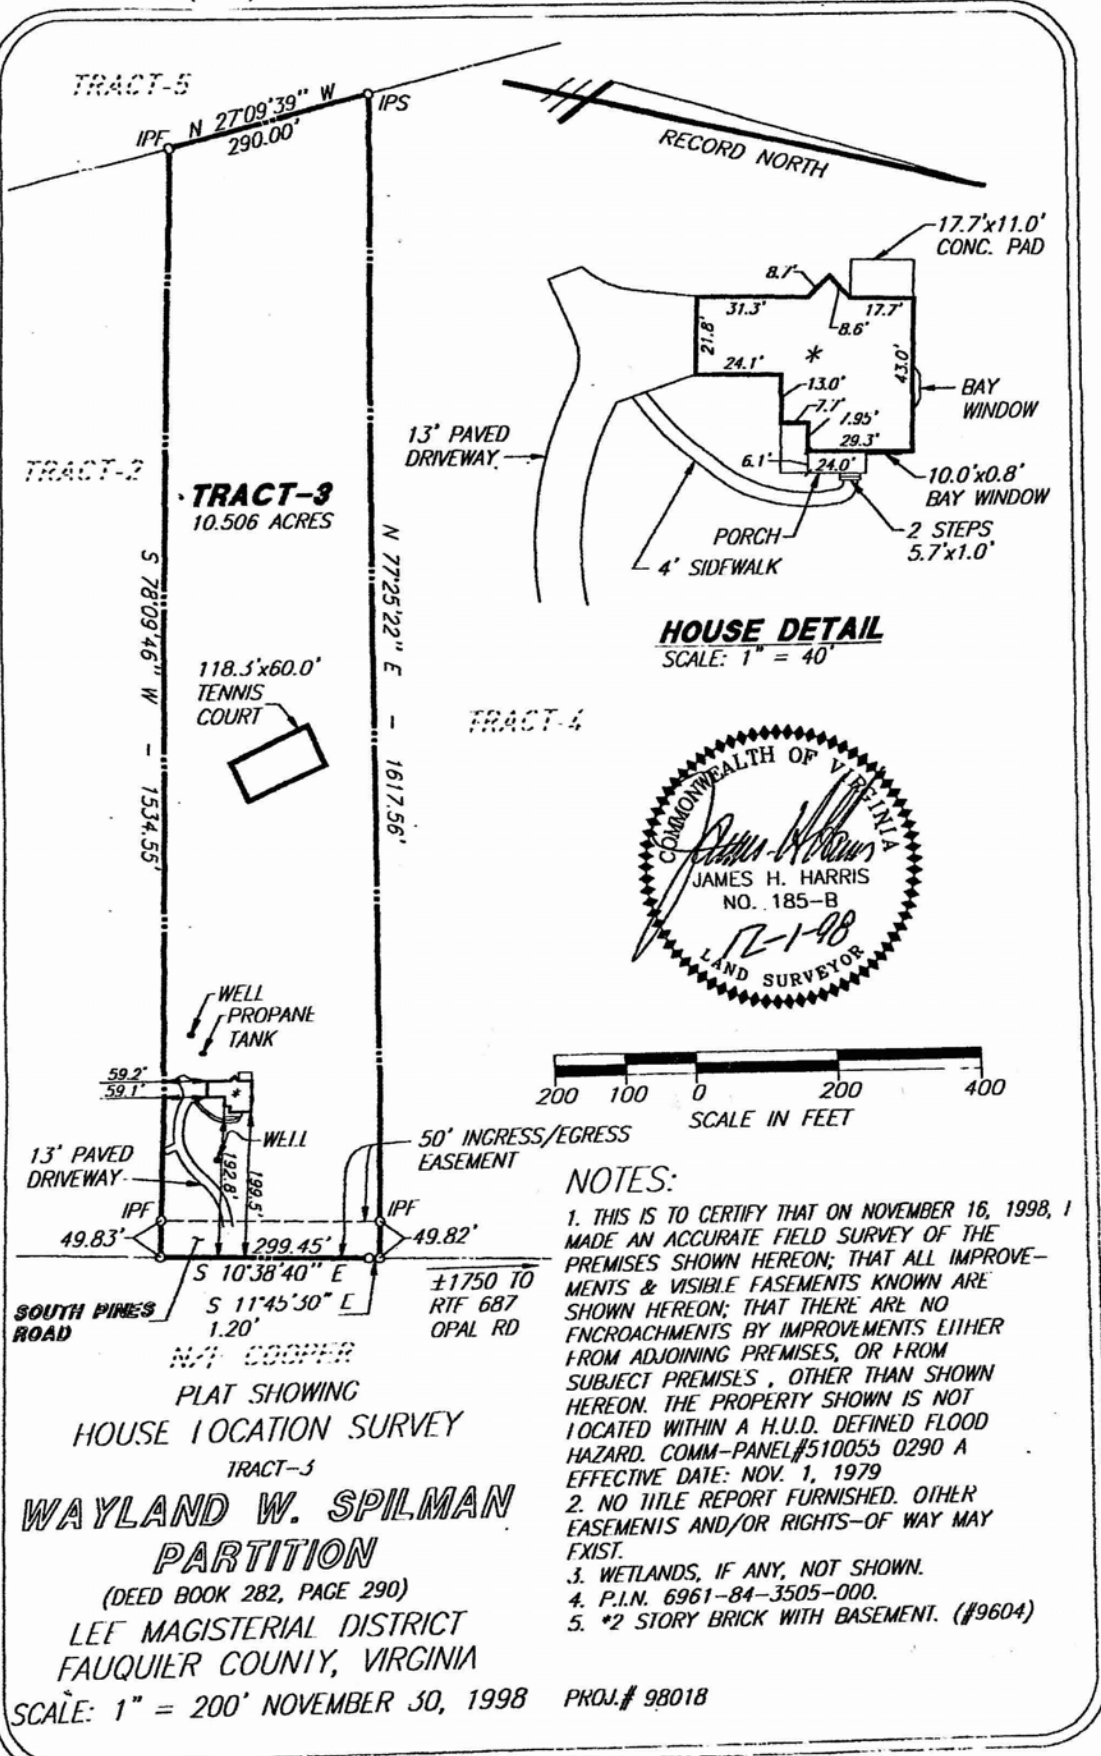 TRACT-5
IPF
N 27°09'39" W
290.00'
IPS
RECORD NORTH
17.7'x11.0'
CONC. PAD
8.7'
31.3'
17.7'
8.6'
21.8'
*
43.0'
24.1'
13.0'
7.7'
7.95'
29.3'
BAY
WINDOW
6.1'
24.0'
10.0'x0.8'
BAY WINDOW
13' PAVED
DRIVEWAY
PORCH
2 STEPS
5.7'x1.0'
4' SIDEWALK
HOUSE DETAIL
SCALE: 1" = 40'
TRACT-2
TRACT-3
10.506 ACRES
S 78°09'46" W - 1534.55'
N 77°25'22" E - 1617.56'
118.3'x60.0'
TENNIS
COURT
TRACT-4
COMMONWEALTH OF VIRGINIA
JAMES H. HARRIS
NO. 185-B
12-1-98
LAND SURVEYOR
WELL
PROPANE
TANK
59.2'
59.1'
*
WELL
13' PAVED
DRIVEWAY
192.8'
199.5'
50' INGRESS/EGRESS
EASEMENT
200 100 0 200 400
SCALE IN FEET
IPF
IPF
49.83'
299.45'
49.82'
S 10°38'40" E
S 11°45'30" E
1.20'
±1750 TO
RTE 687
OPAL RD
SOUTH PINES
ROAD
N/F COOPER
PLAT SHOWING
HOUSE LOCATION SURVEY
TRACT-3
WAYLAND W. SPILMAN
PARTITION
(DEED BOOK 282, PAGE 290)
LEE MAGISTERIAL DISTRICT
FAUQUIER COUNTY, VIRGINIA
SCALE: 1" = 200' NOVEMBER 30, 1998 PROJ.# 98018
NOTES:
1. THIS IS TO CERTIFY THAT ON NOVEMBER 16, 1998, I
MADE AN ACCURATE FIELD SURVEY OF THE
PREMISES SHOWN HEREON; THAT ALL IMPROVE-
MENTS & VISIBLE EASEMENTS KNOWN ARE
SHOWN HEREON; THAT THERE ARE NO
ENCROACHMENTS BY IMPROVEMENTS EITHER
FROM ADJOINING PREMISES, OR FROM
SUBJECT PREMISES , OTHER THAN SHOWN
HEREON. THE PROPERTY SHOWN IS NOT
LOCATED WITHIN A H.U.D. DEFINED FLOOD
HAZARD. COMM-PANEL#510055 0290 A
EFFECTIVE DATE: NOV. 1, 1979
2. NO TITLE REPORT FURNISHED. OTHER
EASEMENTS AND/OR RIGHTS-OF WAY MAY
EXIST.
3. WETLANDS, IF ANY, NOT SHOWN.
4. P.I.N. 6961-84-3505-000.
5. *2 STORY BRICK WITH BASEMENT. (#9604)